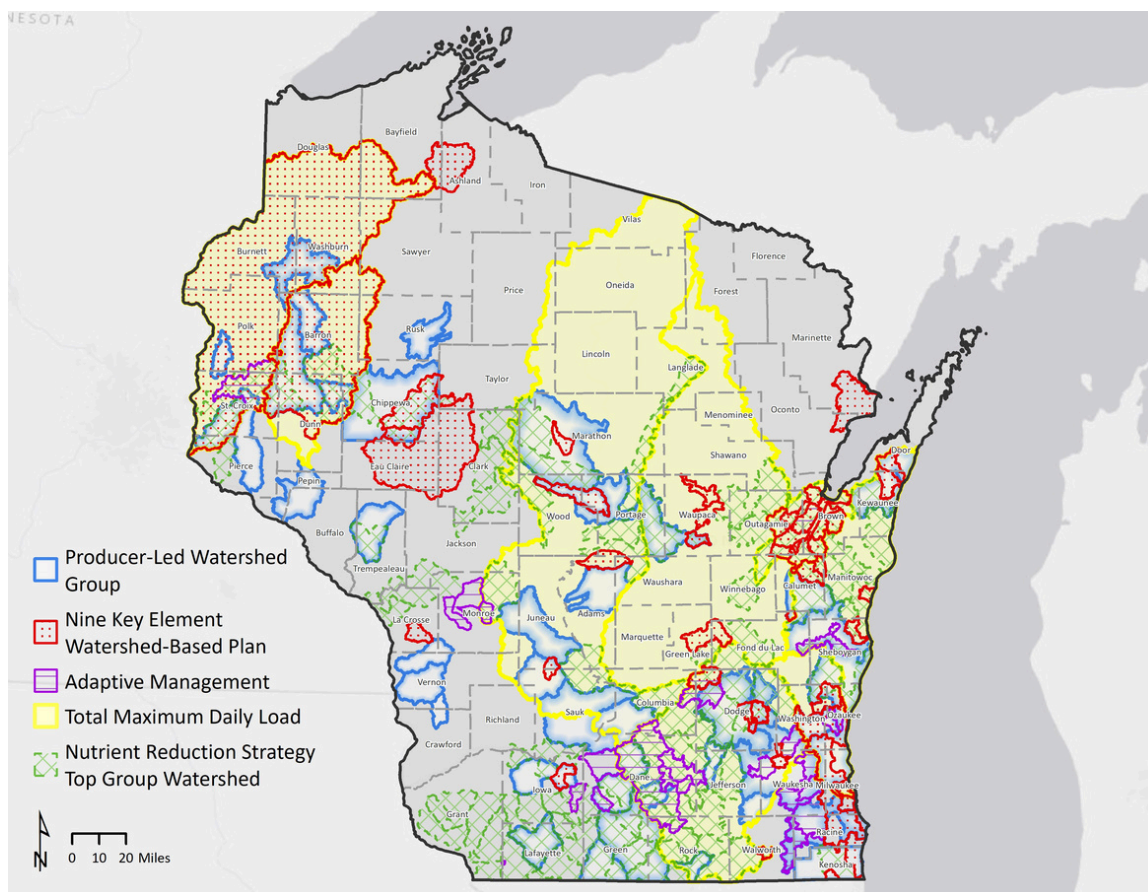 NESOTA
Douglas
Bayfield
Ashland
Iron
Vilas
Burnett
Washburn
Sawyer
Florence
Price
Oneida
Forest
Polk
Barron
Rusk
Marinette
Lincoln
Langlade
Taylor
Oconto
St. Croix
Chippewa
Menominee
Dunn
Marathon
Door
Shawano
Pierce
Eau Claire
Clark
Pepin
Kewaunee
Buffalo
Wood
Portage
Waupaca
Outagamie
Brown
Jackson
Trempealeau
Waushara
Winnebago
Calumet
Manitowoc
La Crosse
Monroe
Juneau
Adams
Marquette
Green Lake
Fond du Lac
Sheboygan
Vernon
Richland
Sauk
Columbia
Dodge
Washington
Ozaukee
Crawford
Iowa
Dane
Jefferson
Waukesha
Milwaukee
Grant
Racine
Lafayette
Green
Rock
Walworth
Kenosha
Producer-Led Watershed
Group
Nine Key Element
Watershed-Based Plan
Adaptive Management
Total Maximum Daily Load
Nutrient Reduction Strategy
Top Group Watershed
N
0 10 20 Miles